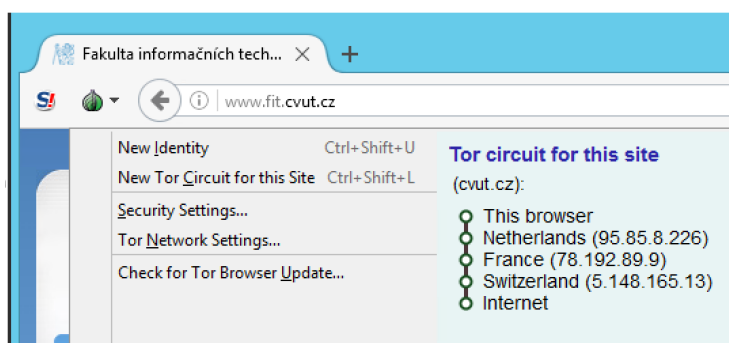 Fakulta informačních tech...
S!
www.fit.cvut.cz
New Identity Ctrl+Shift+U
New Tor Circuit for this Site Ctrl+Shift+L
Security Settings...
Tor Network Settings...
Check for Tor Browser Update...
Tor circuit for this site
(cvut.cz):
This browser
Netherlands (95.85.8.226)
France (78.192.89.9)
Switzerland (5.148.165.13)
Internet